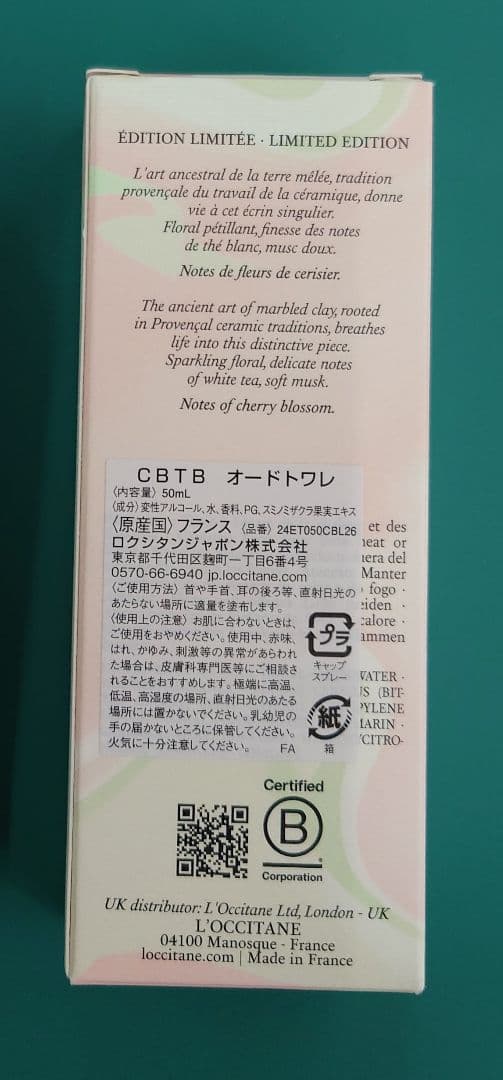 ÉDITION LIMITÉE · LIMITED EDITION
L'art ancestral de la terre mêlée, tradition
provençale du travail de la céramique, donne
vie à cet écrin singulier.
Floral pétillant, finesse des notes
de thé blanc, musc doux.
Notes de fleurs de cerisier.
The ancient art of marbled clay, rooted
in Provençal ceramic traditions, breathes
life into this distinctive piece.
Sparkling floral, delicate notes
of white tea, soft musk.
Notes of cherry blossom.
CBTB オードトワレ
〈内容量〉50mL
〈成分〉変性アルコール、水、香料、PG、スミノミザクラ果実エキス
〈原産国〉フランス 〈品番〉24ET050CBL26
ロクシタンジャポン株式会社
東京都千代田区麹町一丁目6番4号
0570-66-6940 jp.loccitane.com
〈ご使用方法〉首や手首、耳の後ろ等、直射日光の
あたらない場所に適量を塗布します。
〈使用上の注意〉お肌に合わないときは、
ご使用をおやめください。使用中、赤味、
はれ、かゆみ、刺激等の異常があらわれ
た場合は、皮膚科専門医等にご相談さ
れることをおすすめします。極端に高温、
低温、高湿度の場所、直射日光のあたる
場所には置かないでください。乳幼児の
手の届かないところに保管してください。
火気に十分注意してください。 FA
プラ
キャップ
スプレー
紙
箱
et des
heat or
era del
Manter
fogo ·
eiden ·
calore ·
ammen
WATER ·
S (BIT-
PYLENE
MARIN ·
CITRO-
Certified
B
Corporation
UK distributor: L'Occitane Ltd, London - UK
L'OCCITANE
04100 Manosque - France
loccitane.com | Made in France